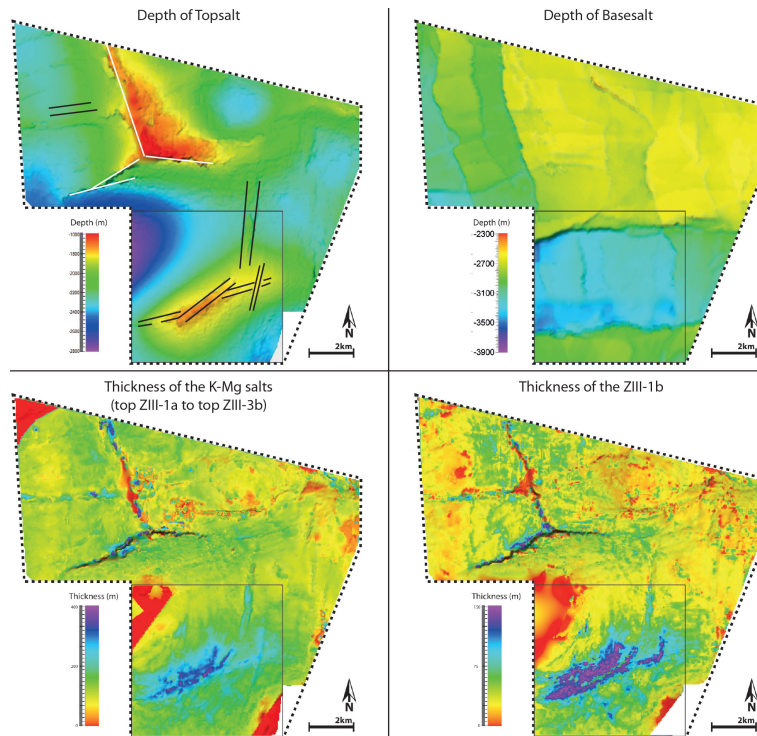 Depth of Topsalt
Depth (m)
-1000
N
2km
Depth of Basesalt
Depth (m)
-2300
-2700
-3100
-3500
-3900
N
2km
Thickness of the K-Mg salts
(top ZIII-1a to top ZIII-3b)
Thickness (m)
400
200
0
N
2km
Thickness of the ZIII-1b
Thickness (m)
150
75
0
N
2km